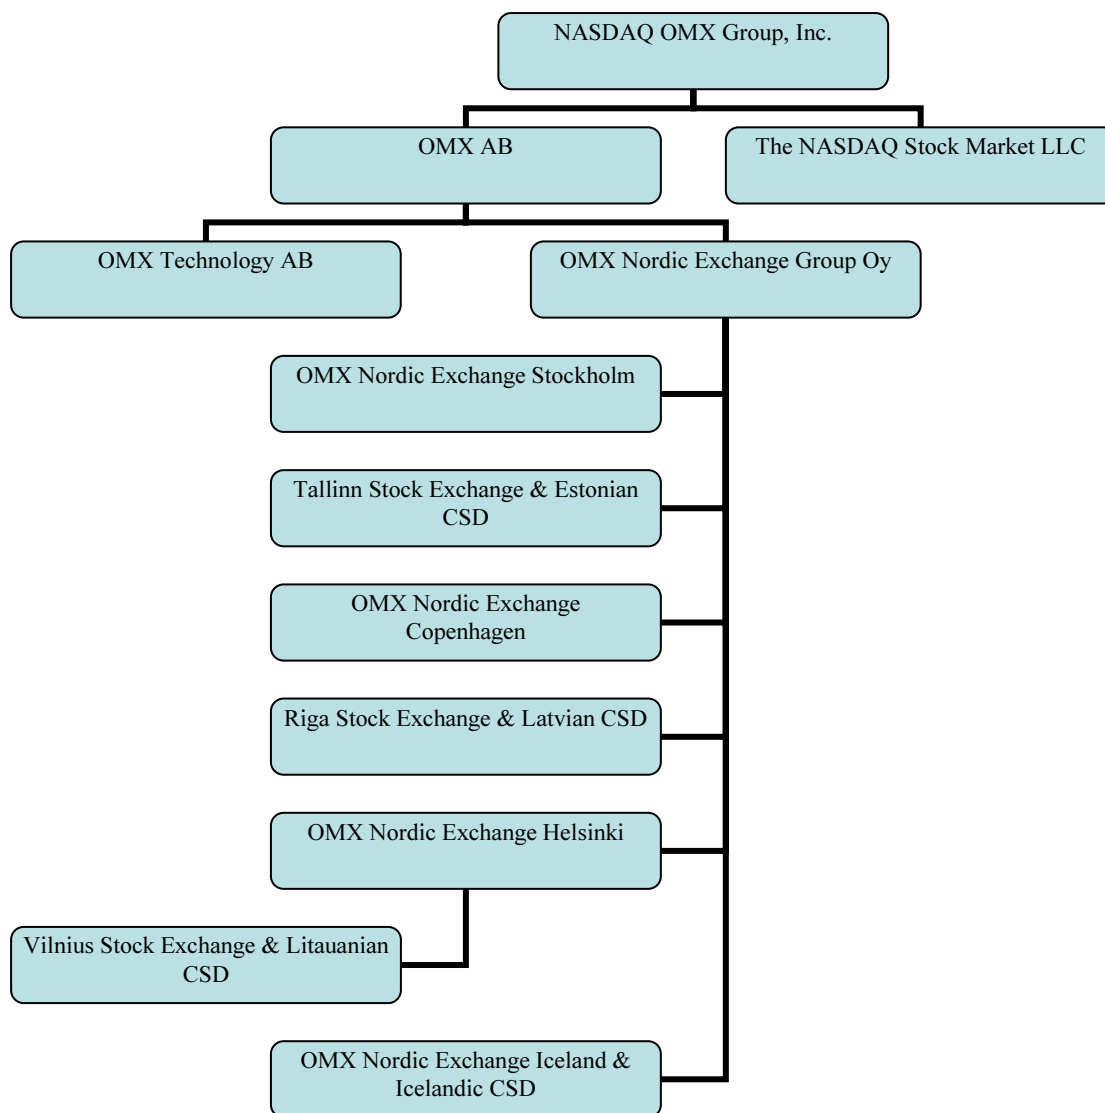 NASDAQ OMX Group, Inc.
OMX AB
The NASDAQ Stock Market LLC
OMX Technology AB
OMX Nordic Exchange Group Oy
OMX Nordic Exchange Stockholm
Tallinn Stock Exchange & Estonian
CSD
OMX Nordic Exchange
Copenhagen
Riga Stock Exchange & Latvian CSD
OMX Nordic Exchange Helsinki
Vilnius Stock Exchange & Litauanian
CSD
OMX Nordic Exchange Iceland &
Icelandic CSD